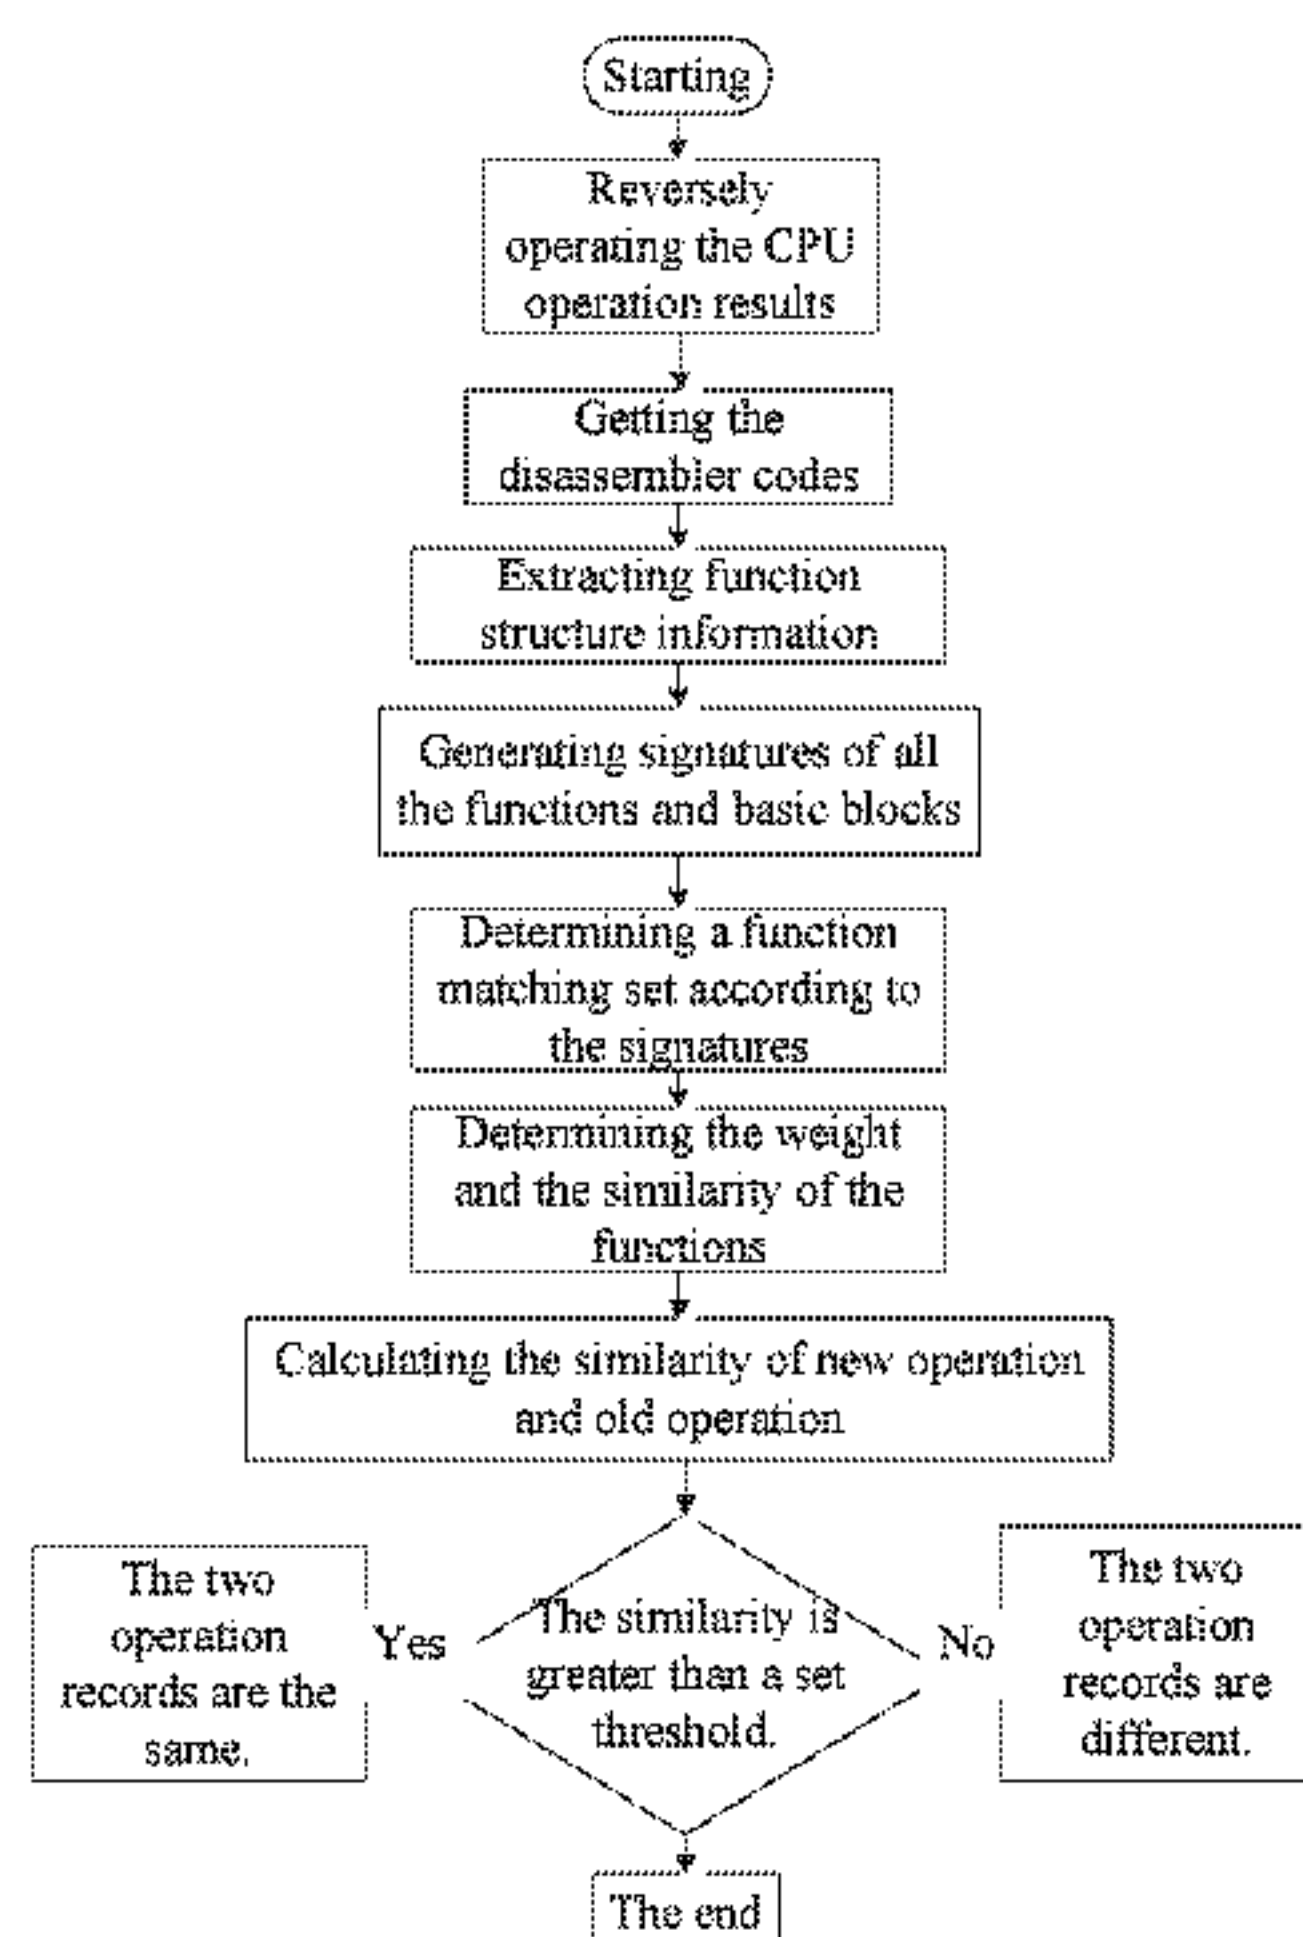 Starting
Reversely
operating the CPU
operation results
Getting the
disassembler codes
Extracting function
structure information
Generating signatures of all
the functions and basic blocks
Determining a function
matching set according to
the signatures
Determining the weight
and the similarity of the
functions
Calculating the similarity of new operation
and old operation
The two
operation
records are the
same.
Yes
The similarity is
greater than a set
threshold.
No
The two
operation
records are
different.
The end